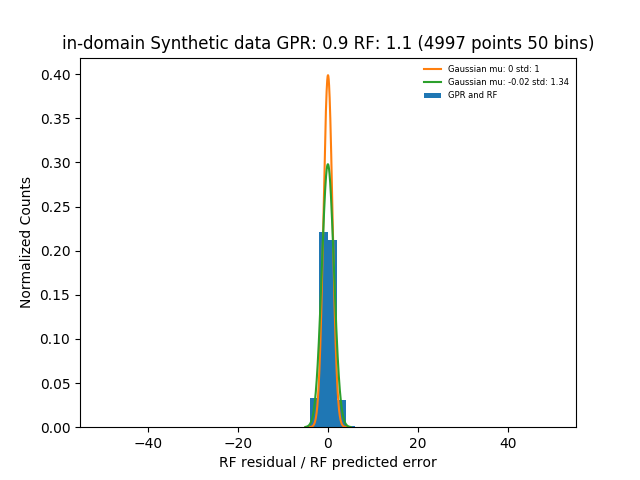 in-domain Synthetic data GPR: 0.9 RF: 1.1 (4997 points 50 bins)
Gaussian mu: 0 std: 1
Gaussian mu: -0.02 std: 1.34
GPR and RF
Normalized Counts
0.40
0.35
0.30
0.25
0.20
0.15
0.10
0.05
0.00
−40 −20 0 20 40
RF residual / RF predicted error